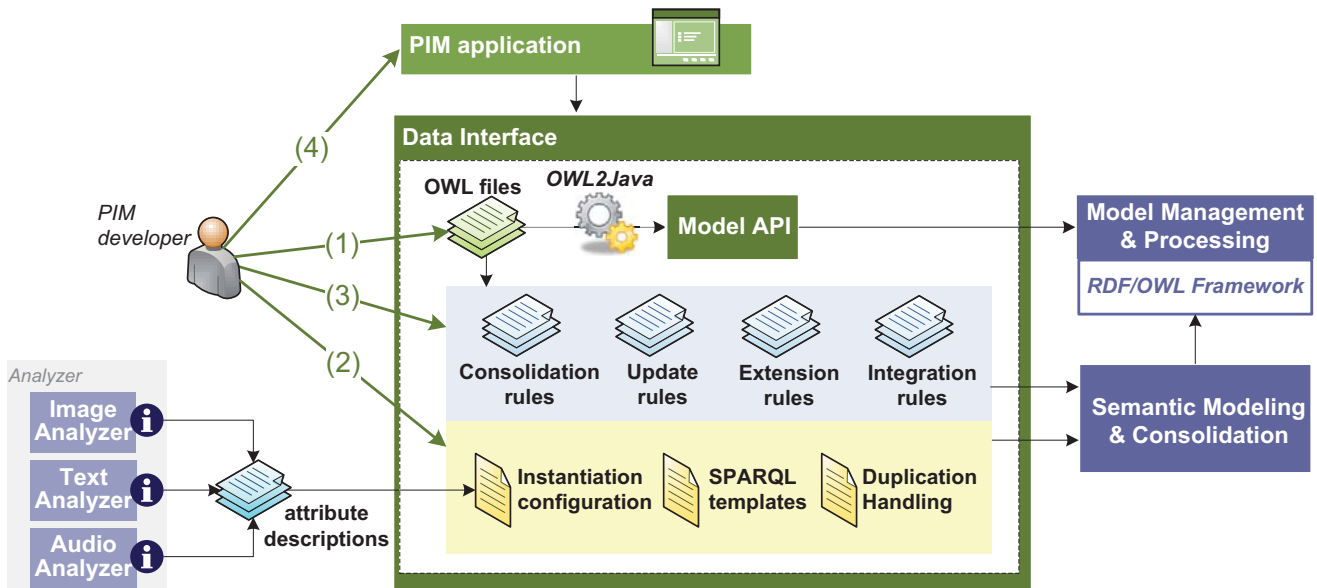 PIM application
(4)
Data Interface
OWL files
OWL2Java
PIM
developer
(1)
Model API
Model Management
& Processing
RDF/OWL Framework
(3)
Consolidation
rules
Update
rules
Extension
rules
Integration
rules
(2)
Semantic Modeling
& Consolidation
Analyzer
Image
Analyzer
i
Text
Analyzer
i
Audio
Analyzer
i
attribute
descriptions
Instantiation
configuration
SPARQL
templates
Duplication
Handling